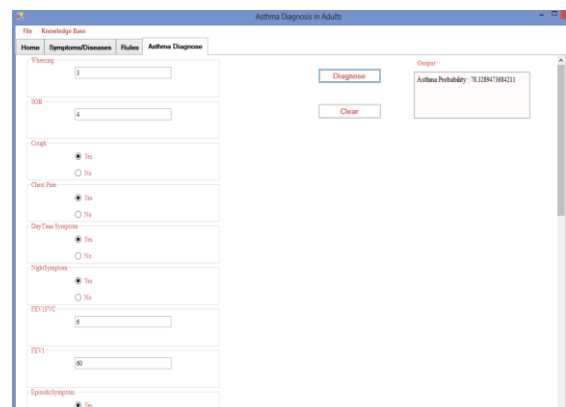 Asthma Diagnosis in Adults
File Knowledge Base
Home Symptoms/Diseases Rules Asthma Diagnose
Wheezing
3
SOB
4
Cough
Yes
No
Chest Pain
Yes
No
DayTime Symptom
Yes
No
NightSymptom
Yes
No
FEV1FVC
6
FEV1
60
EpisodicSymptom
Yes
Diagnose
Clear
Output
Asthma Probability : 78.3289473684211